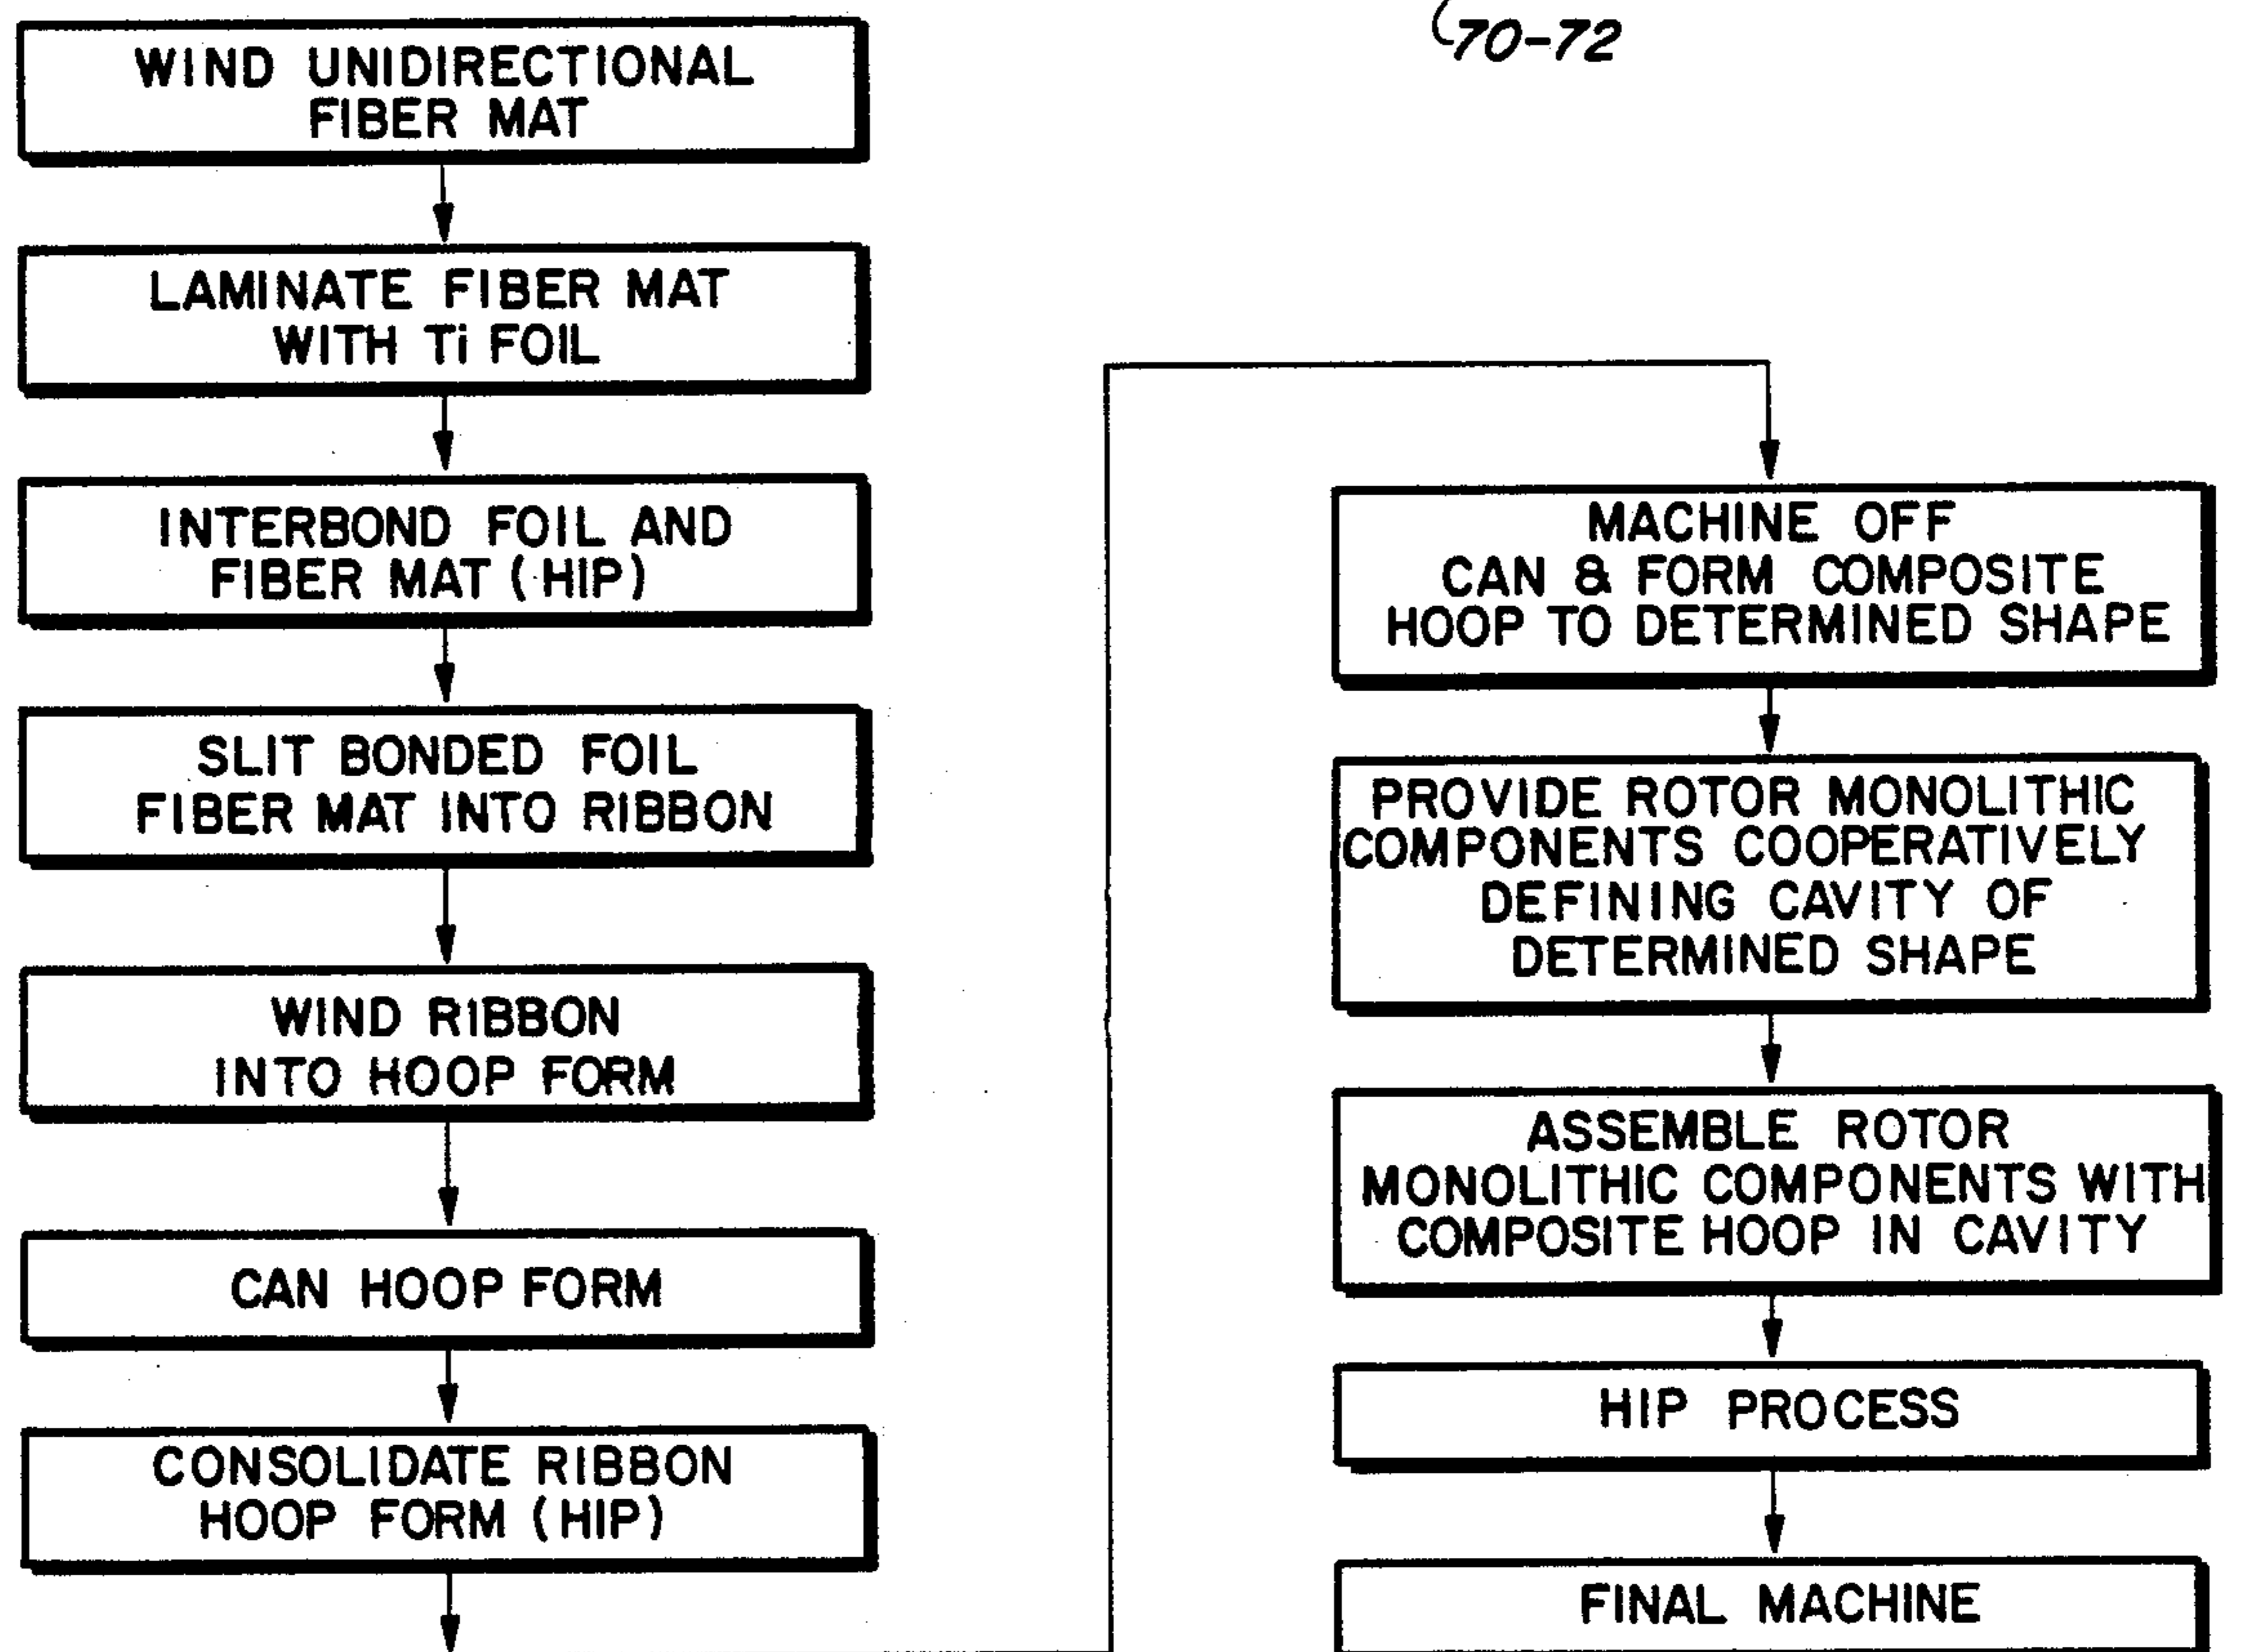 70-72
WIND UNIDIRECTIONAL
FIBER MAT
LAMINATE FIBER MAT
WITH Ti FOIL
INTERBOND FOIL AND
FIBER MAT (HIP)
SLIT BONDED FOIL
FIBER MAT INTO RIBBON
WIND RIBBON
INTO HOOP FORM
CAN HOOP FORM
CONSOLIDATE RIBBON
HOOP FORM (HIP)
MACHINE OFF
CAN & FORM COMPOSITE
HOOP TO DETERMINED SHAPE
PROVIDE ROTOR MONOLITHIC
COMPONENTS COOPERATIVELY
DEFINING CAVITY OF
DETERMINED SHAPE
ASSEMBLE ROTOR
MONOLITHIC COMPONENTS WITH
COMPOSITE HOOP IN CAVITY
HIP PROCESS
FINAL MACHINE